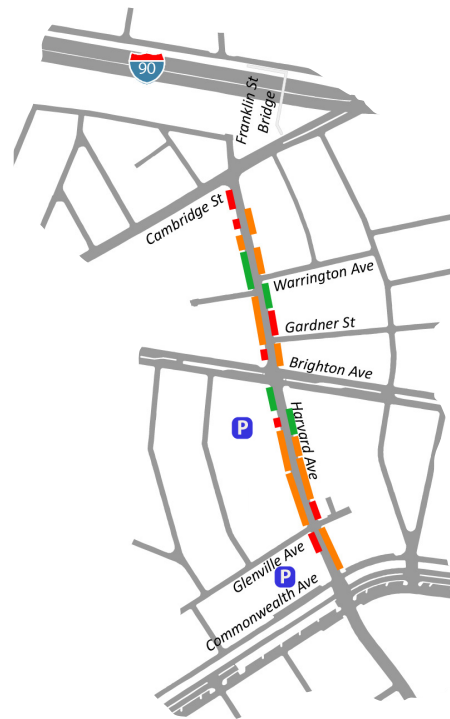 90
Franklin St
Bridge
Cambridge St
Warrington Ave
Gardner St
Brighton Ave
Harvard Ave
P
Glenville Ave
P
Commonwealth Ave